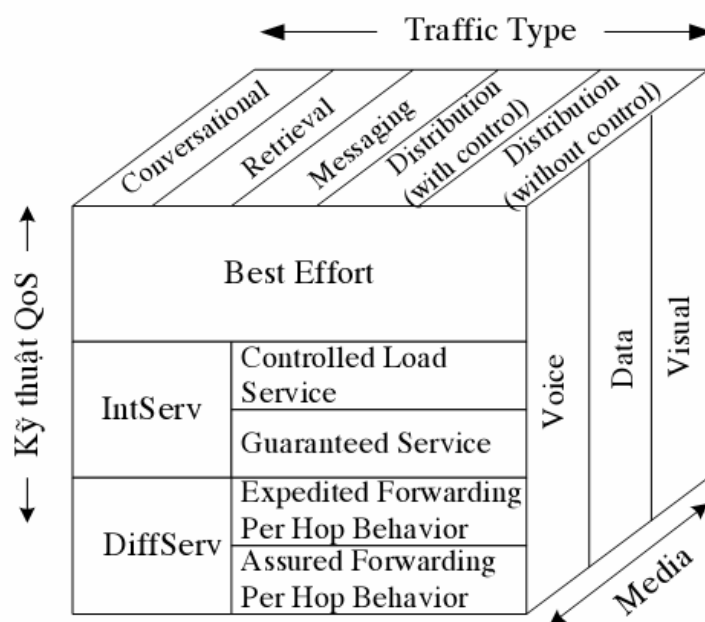 Traffic Type
Conversational
Retrieval
Messaging
Distribution
(with control)
Distribution
(without control)
Kỹ thuật QoS
Best Effort
IntServ
Controlled Load
Service
Guaranteed Service
DiffServ
Expedited Forwarding
Per Hop Behavior
Assured Forwarding
Per Hop Behavior
Voice
Data
Visual
Media